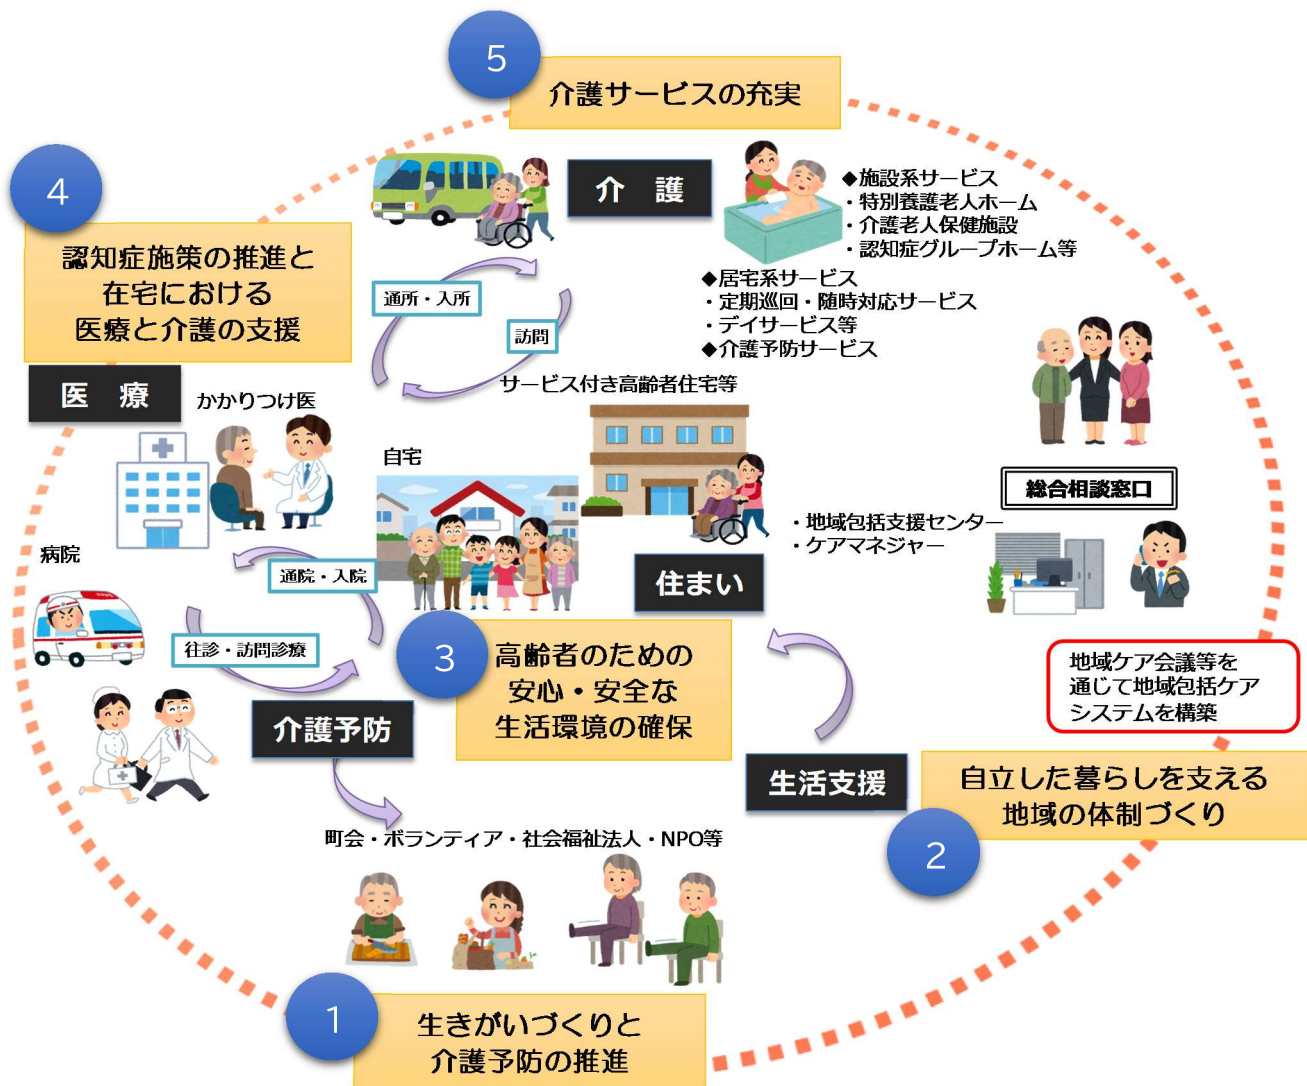 5
介護サービスの充実
4
認知症施策の推進と
在宅における
医療と介護の支援
介　護
◆施設系サービス
・特別養護老人ホーム
・介護老人保健施設
・認知症グループホーム等
◆居宅系サービス
・定期巡回・随時対応サービス
・デイサービス等
◆介護予防サービス
通所・入所
訪問
医　療
かかりつけ医
サービス付き高齢者住宅等
自宅
総合相談窓口
・地域包括支援センター
・ケアマネジャー
病院
通院・入院
住まい
往診・訪問診療
3
高齢者のための
安心・安全な
生活環境の確保
地域ケア会議等を
通じて地域包括ケア
システムを構築
介護予防
生活支援
2
自立した暮らしを支える
地域の体制づくり
町会・ボランティア・社会福祉法人・NPO等
1
生きがいづくりと
介護予防の推進